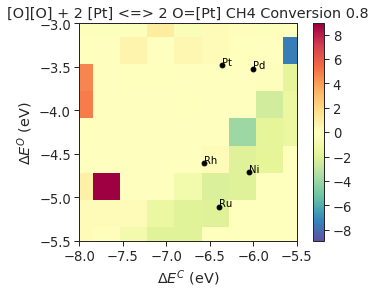 [O][O] + 2 [Pt] <=> 2 O=[Pt] CH4 Conversion 0.8
−3.0
−3.5
−4.0
−4.5
−5.0
−5.5
ΔE^O (eV)
Pt
Pd
Rh
Ni
Ru
−8.0
−7.5
−7.0
−6.5
−6.0
−5.5
ΔE^C (eV)
8
6
4
2
0
−2
−4
−6
−8